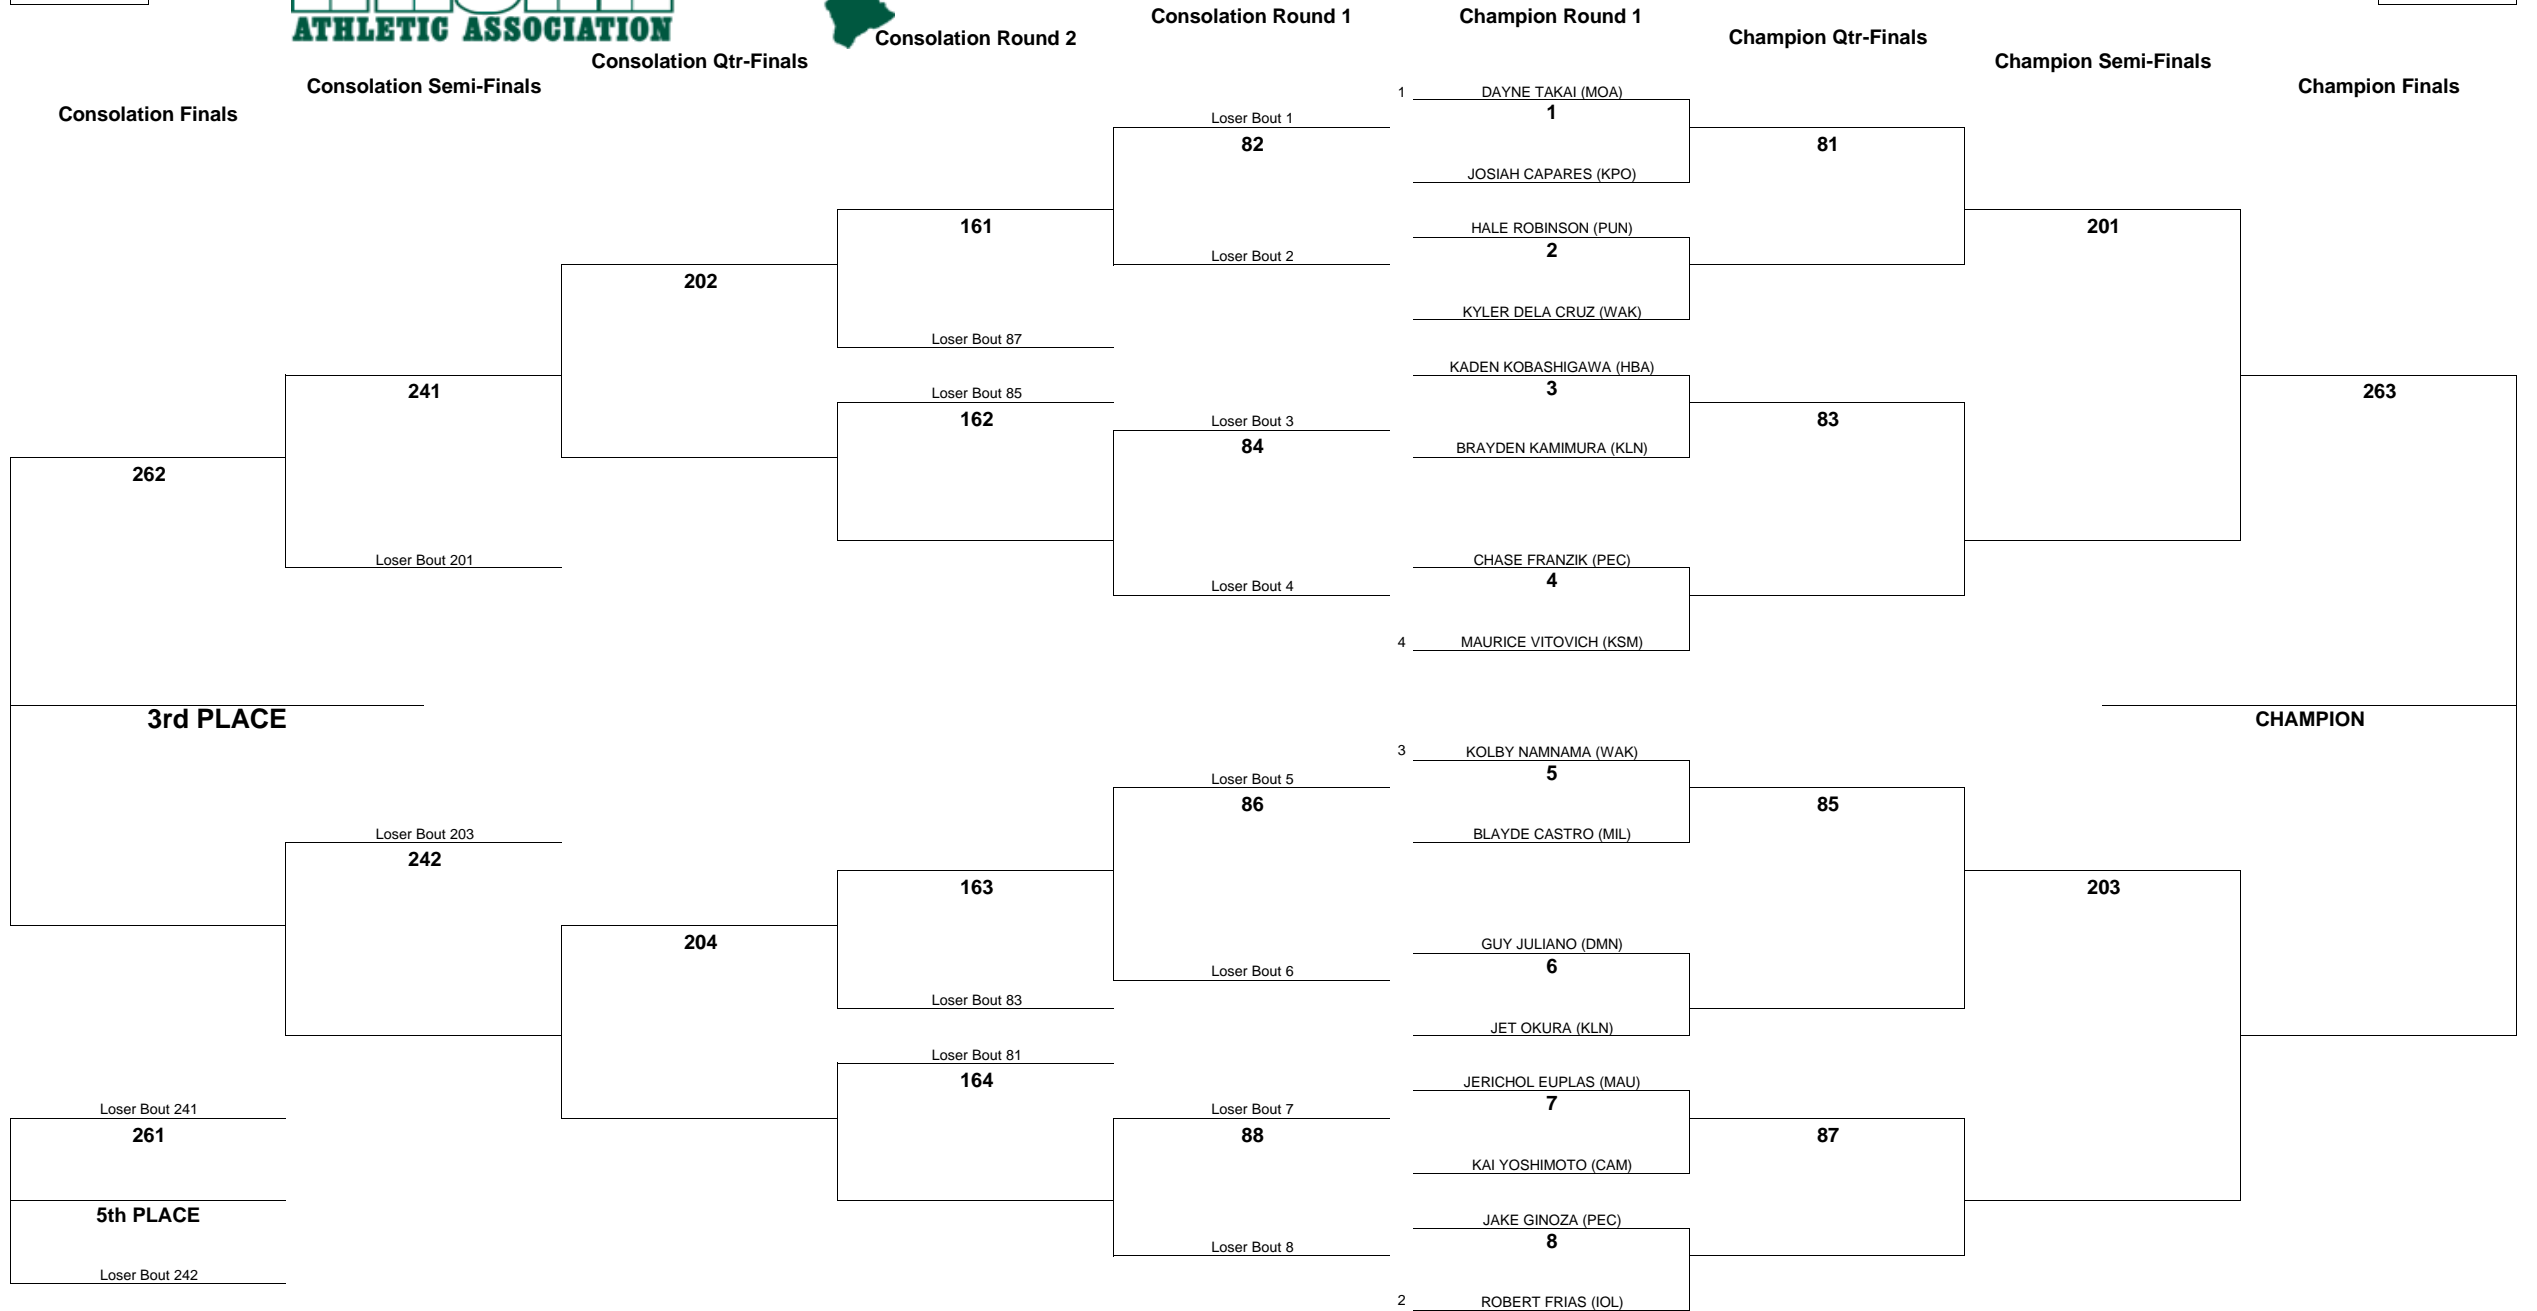 ATHLETIC ASSOCIATION
Consolation Round 1
Champion Round 1
Consolation Round 2
Champion Qtr-Finals
Consolation Qtr-Finals
Champion Semi-Finals
Consolation Semi-Finals
Champion Finals
Consolation Finals
1 DAYNE TAKAI (MOA)
1
JOSIAH CAPARES (KPO)
HALE ROBINSON (PUN)
2
KYLER DELA CRUZ (WAK)
KADEN KOBASHIGAWA (HBA)
3
BRAYDEN KAMIMURA (KLN)
CHASE FRANZIK (PEC)
4
4 MAURICE VITOVICH (KSM)
3 KOLBY NAMNAMA (WAK)
5
BLAYDE CASTRO (MIL)
GUY JULIANO (DMN)
6
JET OKURA (KLN)
JERICHOL EUPLAS (MAU)
7
KAI YOSHIMOTO (CAM)
JAKE GINOZA (PEC)
8
2 ROBERT FRIAS (IOL)
81
83
85
87
201
203
263
CHAMPION
Loser Bout 1
82
Loser Bout 2
Loser Bout 3
84
Loser Bout 4
Loser Bout 5
86
Loser Bout 6
Loser Bout 7
88
Loser Bout 8
161
Loser Bout 87
Loser Bout 85
162
163
Loser Bout 83
Loser Bout 81
164
202
204
241
Loser Bout 201
Loser Bout 203
242
262
3rd PLACE
Loser Bout 241
261
5th PLACE
Loser Bout 242